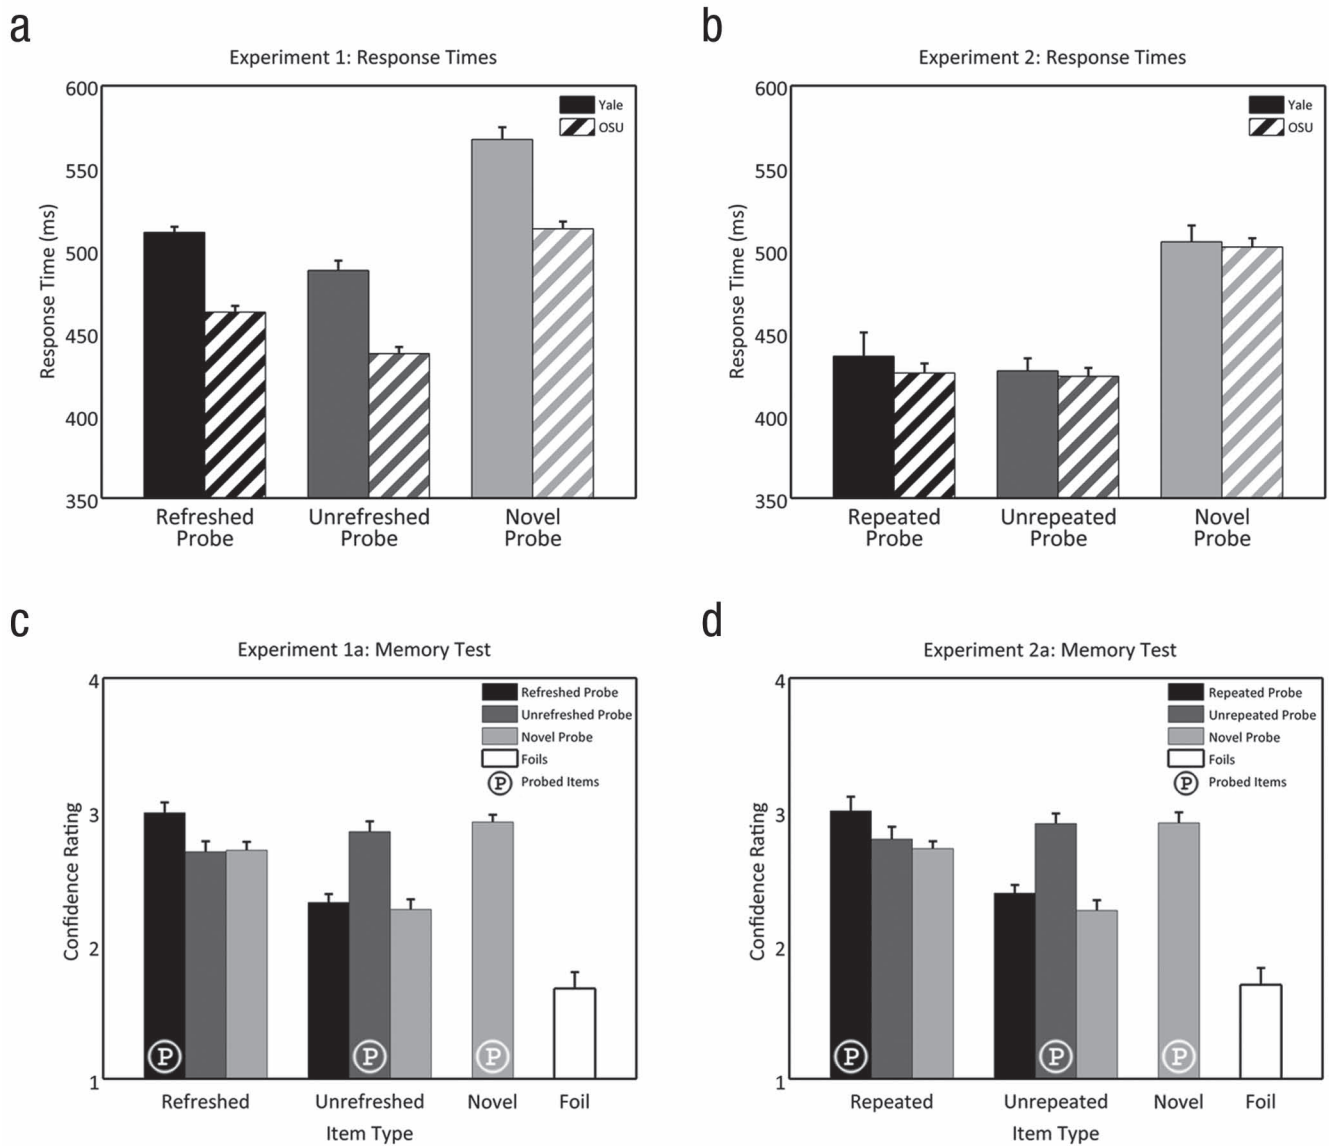 a
Experiment 1: Response Times
600
550
500
450
400
350
Response Time (ms)
Yale
OSU
Refreshed
Probe
Unrefreshed
Probe
Novel
Probe
b
Experiment 2: Response Times
600
550
500
450
400
350
Response Time (ms)
Yale
OSU
Repeated
Probe
Unrepeated
Probe
Novel
Probe
c
Experiment 1a: Memory Test
4
3
2
1
Confidence Rating
Refreshed Probe
Unrefreshed Probe
Novel Probe
Foils
P Probed Items
P
P
P
Refreshed
Unrefreshed
Novel
Foil
Item Type
d
Experiment 2a: Memory Test
4
3
2
1
Confidence Rating
Repeated Probe
Unrepeated Probe
Novel Probe
Foils
P Probed Items
P
P
P
Repeated
Unrepeated
Novel
Foil
Item Type